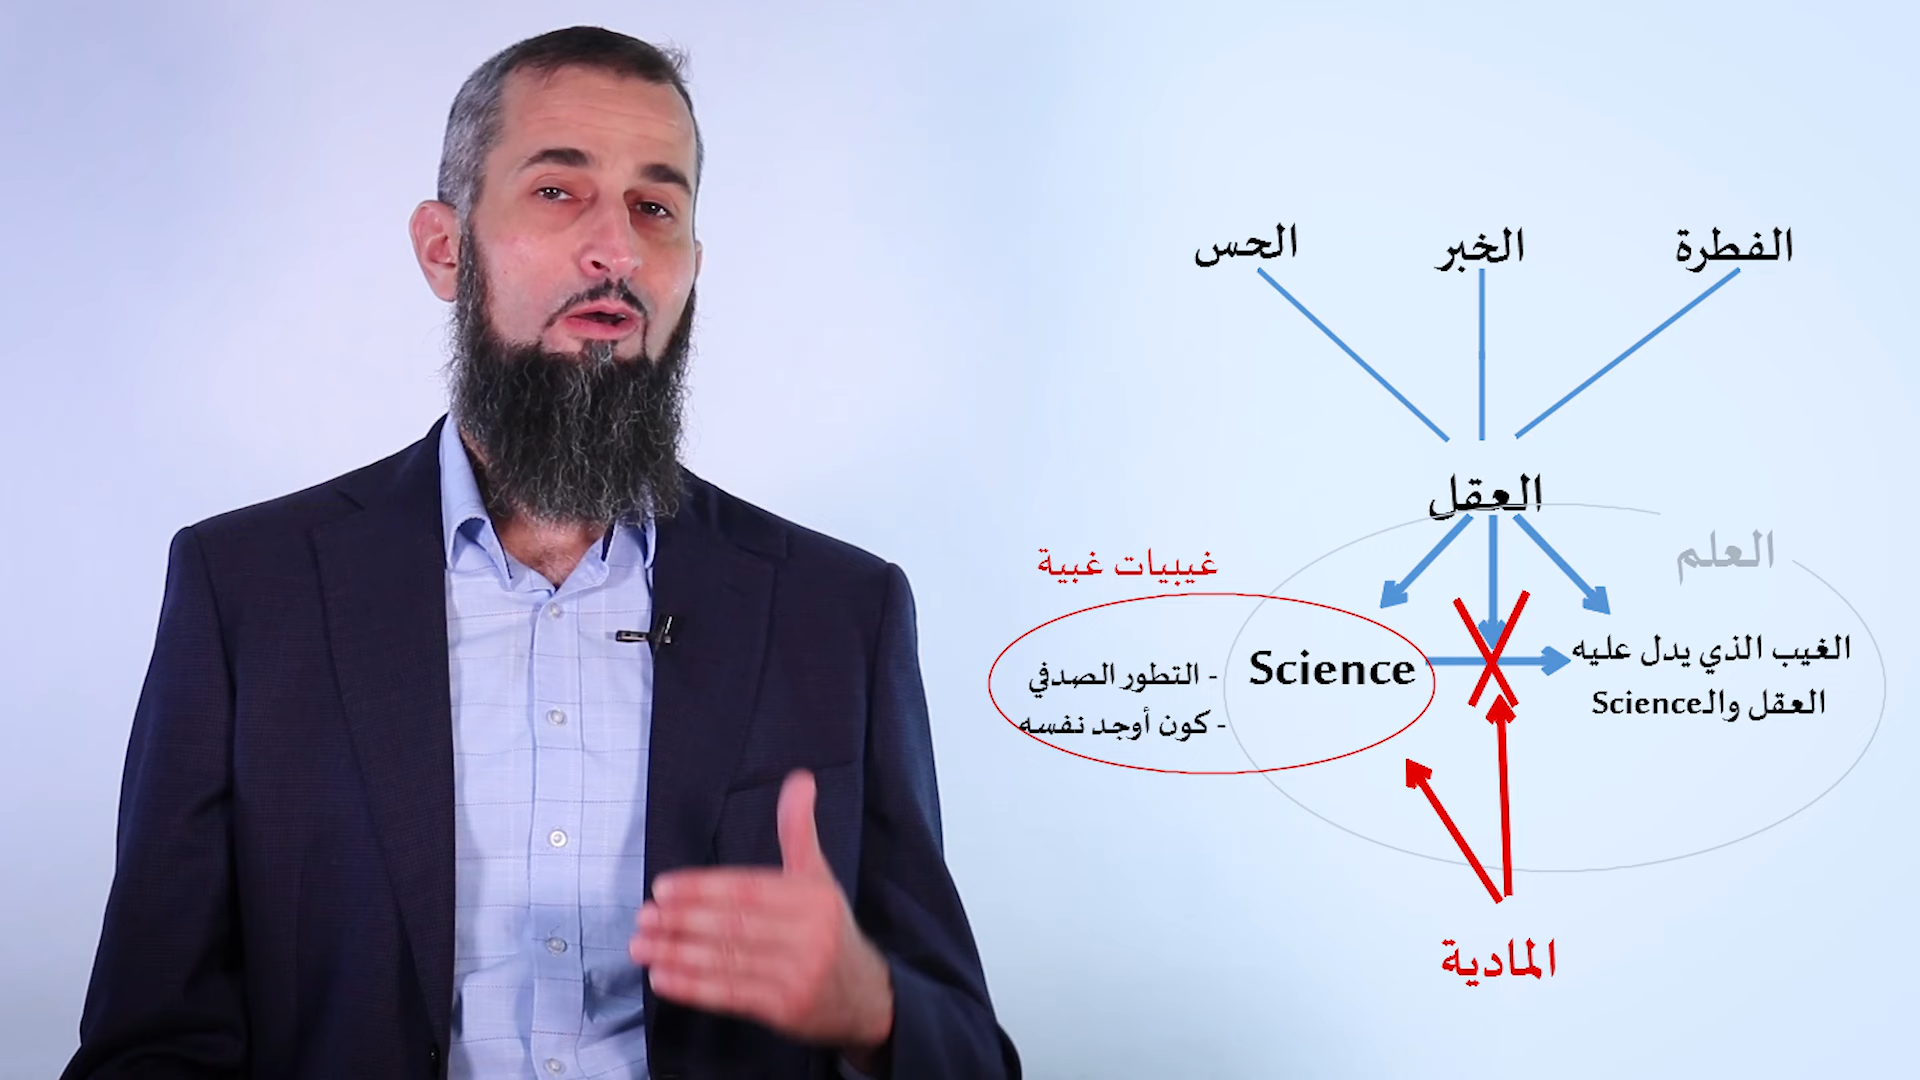 الفطرة
الخبر
الحس
العقل
العلم
غيبيات غبية
الغيب الذي يدل عليه
العقل والـScience
Science
- التطور الصدفي
- كون أوجد نفسه
المادية